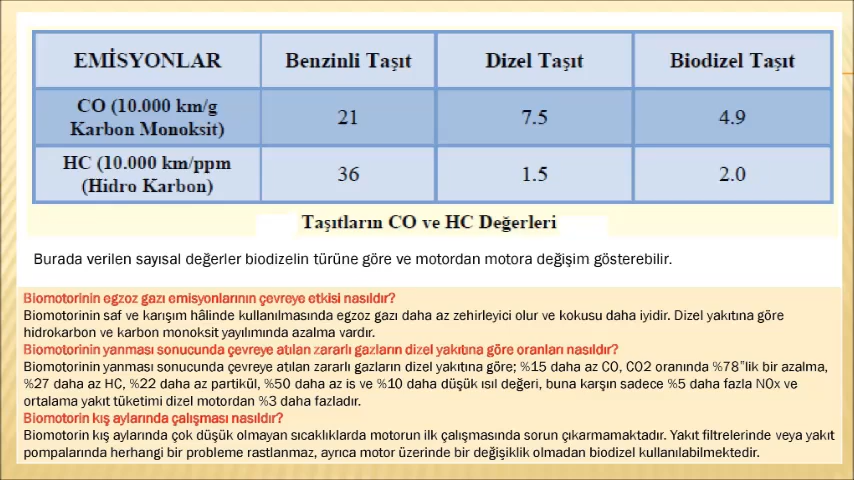 EMİSYONLAR Benzinli Taşıt Dizel Taşıt Biodizel Taşıt
CO (10.000 km/g
Karbon Monoksit) 21 7.5 4.9
HC (10.000 km/ppm
(Hidro Karbon) 36 1.5 2.0
Taşıtların CO ve HC Değerleri
Burada verilen sayısal değerler biodizelin türüne göre ve motordan motora değişim gösterebilir.
Biomotorinin egzoz gazı emisyonlarının çevreye etkisi nasıldır?
Biomotorinin saf ve karışım hâlinde kullanılmasında egzoz gazı daha az zehirleyici olur ve kokusu daha iyidir. Dizel yakıtına göre
hidrokarbon ve karbon monoksit yayılımında azalma vardır.
Biomotorinin yanması sonucunda çevreye atılan zararlı gazların dizel yakıtına göre oranları nasıldır?
Biomotorinin yanması sonucunda çevreye atılan zararlı gazların dizel yakıtına göre; %15 daha az CO, CO2 oranında %78”lik bir azalma,
%27 daha az HC, %22 daha az partikül, %50 daha az is ve %10 daha düşük ısıl değeri, buna karşın sadece %5 daha fazla NOx ve
ortalama yakıt tüketimi dizel motordan %3 daha fazladır.
Biomotorin kış aylarında çalışması nasıldır?
Biomotorin kış aylarında çok düşük olmayan sıcaklıklarda motorun ilk çalışmasında sorun çıkarmamaktadır. Yakıt filtrelerinde veya yakıt
pompalarında herhangi bir probleme rastlanmaz, ayrıca motor üzerinde bir değişiklik olmadan biodizel kullanılabilmektedir.